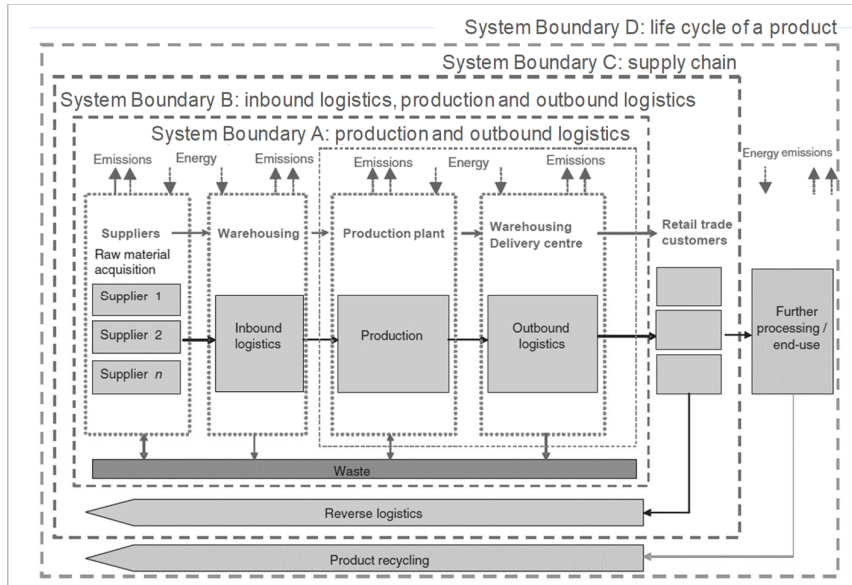 System Boundary D: life cycle of a product
System Boundary C: supply chain
System Boundary B: inbound logistics, production and outbound logistics
System Boundary A: production and outbound logistics
Emissions
Energy
Emissions
Emissions
Energy
Emissions
Energy emissions
Suppliers
Warehousing
Production plant
Warehousing
Delivery centre
Retail trade
customers
Raw material
acquisition
Supplier 1
Supplier 2
Supplier n
Inbound
logistics
Production
Outbound
logistics
Further
processing /
end-use
Waste
Reverse logistics
Product recycling